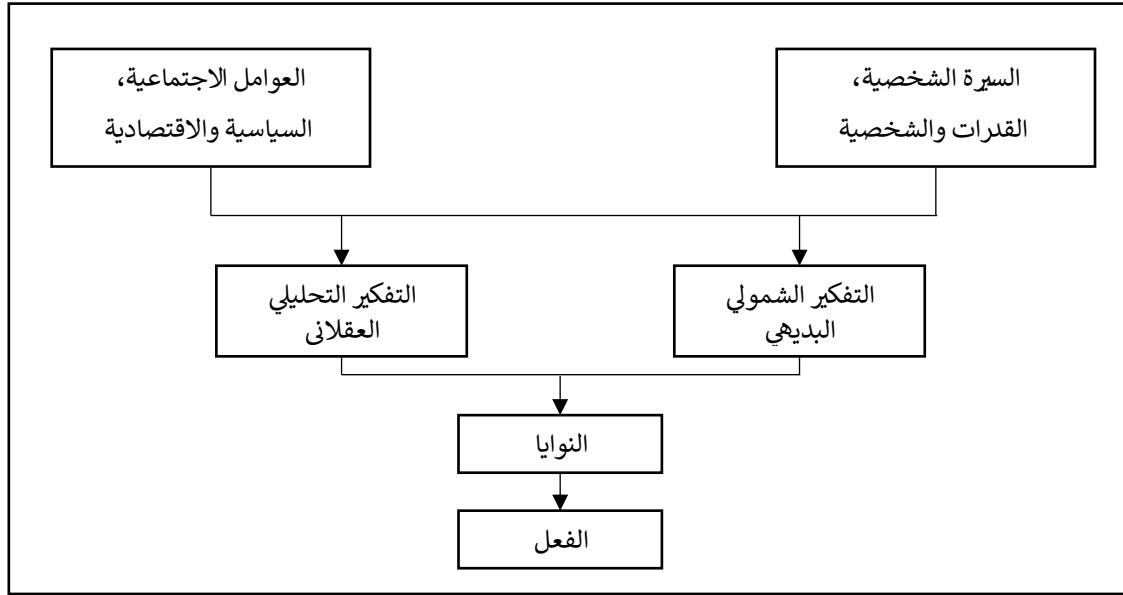 السيرة الشخصية،
القدرات والشخصية
العوامل الاجتماعية،
السياسية والاقتصادية
التفكير الشمولي
البديهي
التفكير التحليلي
العقلانى
النوايا
الفعل